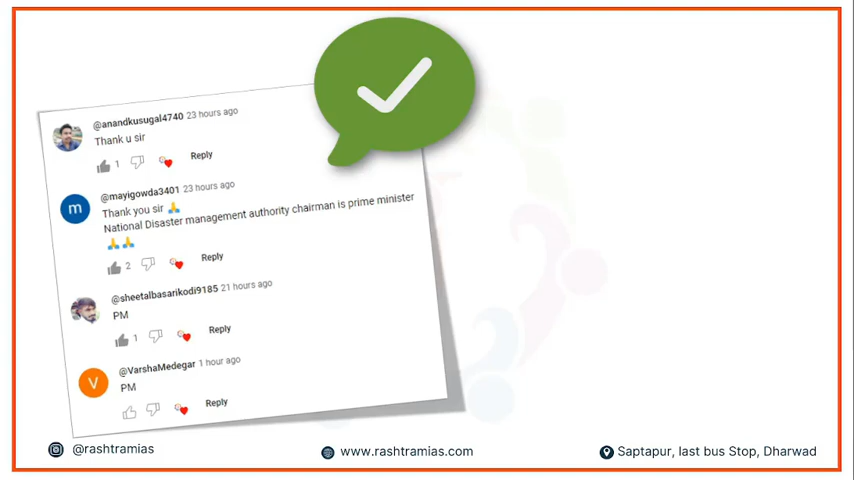 @anandkusugal4740 23 hours ago
Thank u sir
1 Reply
@mayigowda3401 23 hours ago
Thank you sir 🙏
National Disaster management authority chairman is prime minister
🙏🙏
2 Reply
@sheetalbasarikodi9185 21 hours ago
PM
1 Reply
@VarshaMedegar 1 hour ago
PM
Reply
m
V
@rashtramias
www.rashtramias.com
Saptapur, last bus Stop, Dharwad